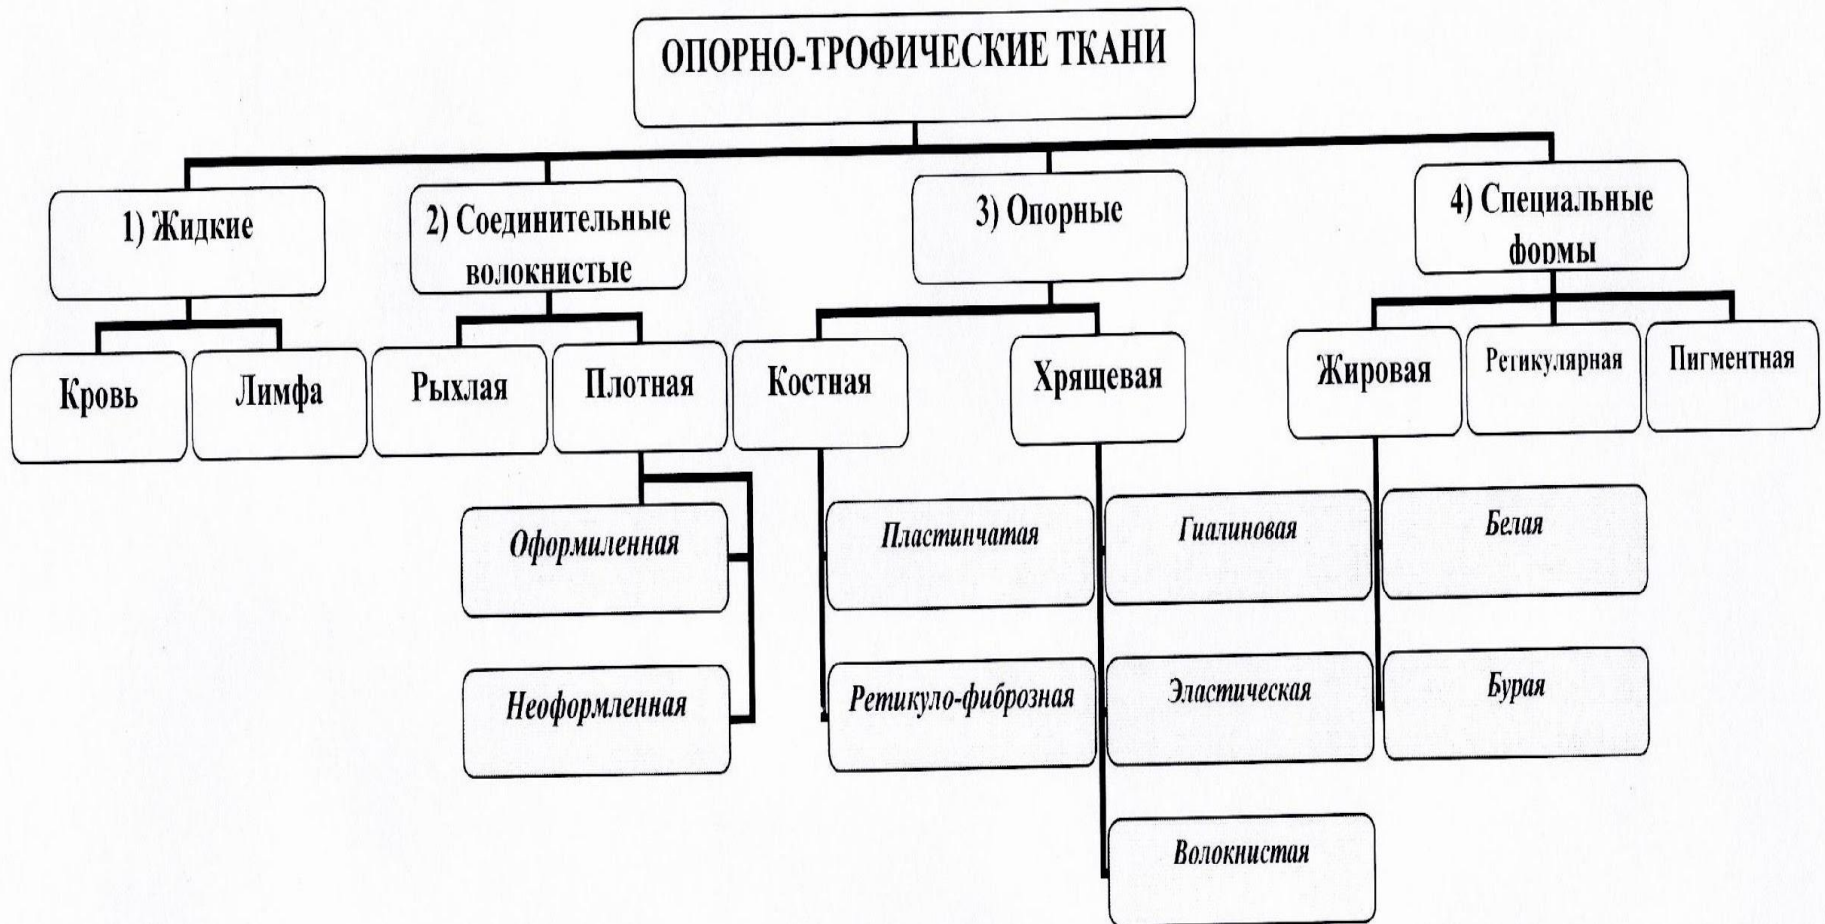 ОПОРНО-ТРОФИЧЕСКИЕ ТКАНИ
1) Жидкие
2) Соединительные
волокнистые
3) Опорные
4) Специальные
формы
Кровь
Лимфа
Рыхлая
Плотная
Костная
Хрящевая
Жировая
Ретикулярная
Пигментная
Оформиленная
Пластинчатая
Гиалиновая
Белая
Неоформленная
Ретикуло-фиброзная
Эластическая
Бурая
Волокнистая